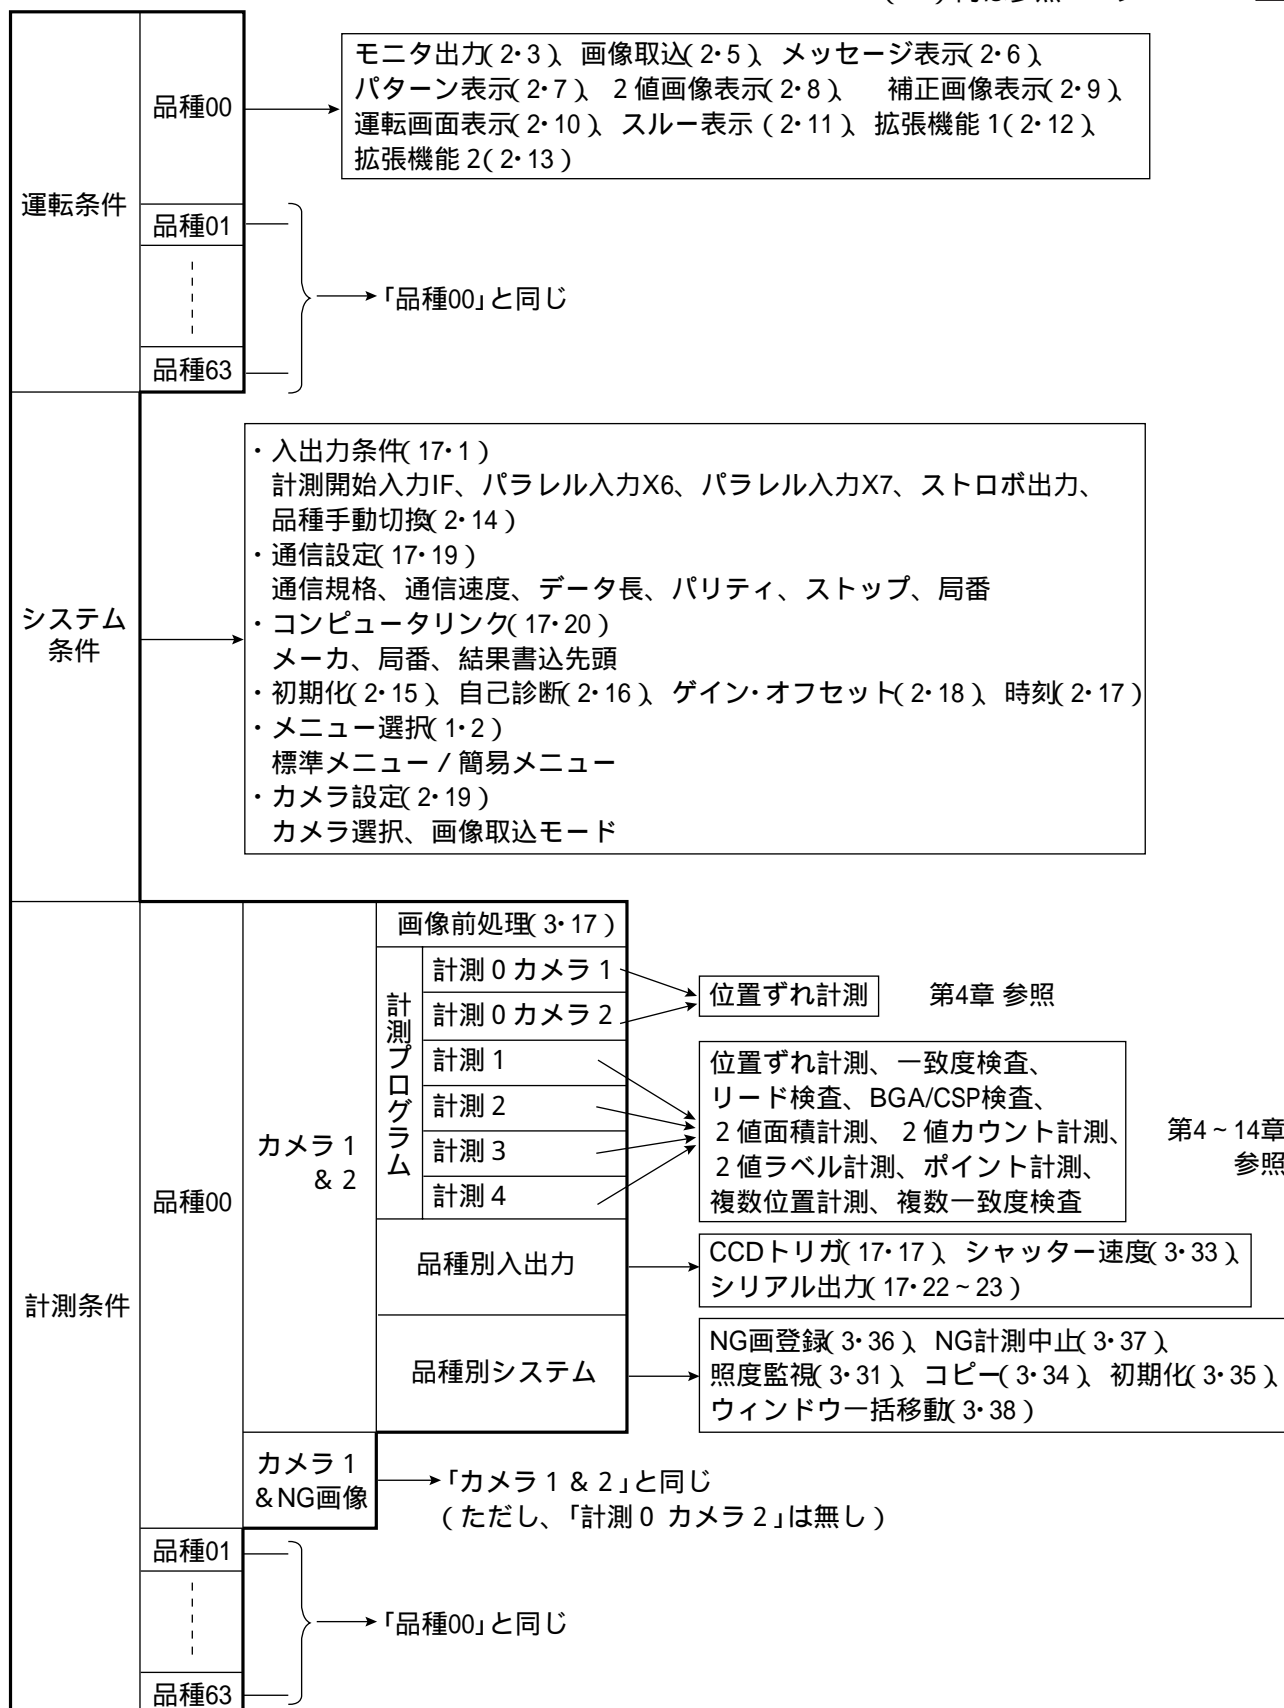 運転条件
品種00
モニタ出力(2・3)、画像取込(2・5)、メッセージ表示(2・6)、
パターン表示(2・7)、2値画像表示(2・8)、補正画像表示(2・9)、
運転画面表示(2・10)、スルー表示(2・11)、拡張機能1(2・12)、
拡張機能2(2・13)
品種01
品種63
「品種00」と同じ
システム
条件
・入出力条件(17・1)
計測開始入力IF、パラレル入力X6、パラレル入力X7、ストロボ出力、
品種手動切換(2・14)
・通信設定(17・19)
通信規格、通信速度、データ長、パリティ、ストップ、局番
・コンピュータリンク(17・20)
メーカ、局番、結果書込先頭
・初期化(2・15)、自己診断(2・16)、ゲイン・オフセット(2・18)、時刻(2・17)
・メニュー選択(1・2)
標準メニュー/簡易メニュー
・カメラ設定(2・19)
カメラ選択、画像取込モード
計測条件
品種00
カメラ1
&2
画像前処理(3・17)
計測プログラム
計測0カメラ1
計測0カメラ2
計測1
計測2
計測3
計測4
位置ずれ計測
第4章 参照
位置ずれ計測、一致度検査、
リード検査、BGA/CSP検査、
2値面積計測、2値カウント計測、
2値ラベル計測、ポイント計測、
複数位置計測、複数一致度検査
第4~14章
参照
品種別入出力
CCDトリガ(17・17)、シャッター速度(3・33)、
シリアル出力(17・22~23)
品種別システム
NG画登録(3・36)、NG計測中止(3・37)、
照度監視(3・31)、コピー(3・34)、初期化(3・35)、
ウィンドウ一括移動(3・38)
カメラ1
&NG画像
「カメラ1&2」と同じ
(ただし、「計測0 カメラ2」は無し)
品種01
品種63
「品種00」と同じ